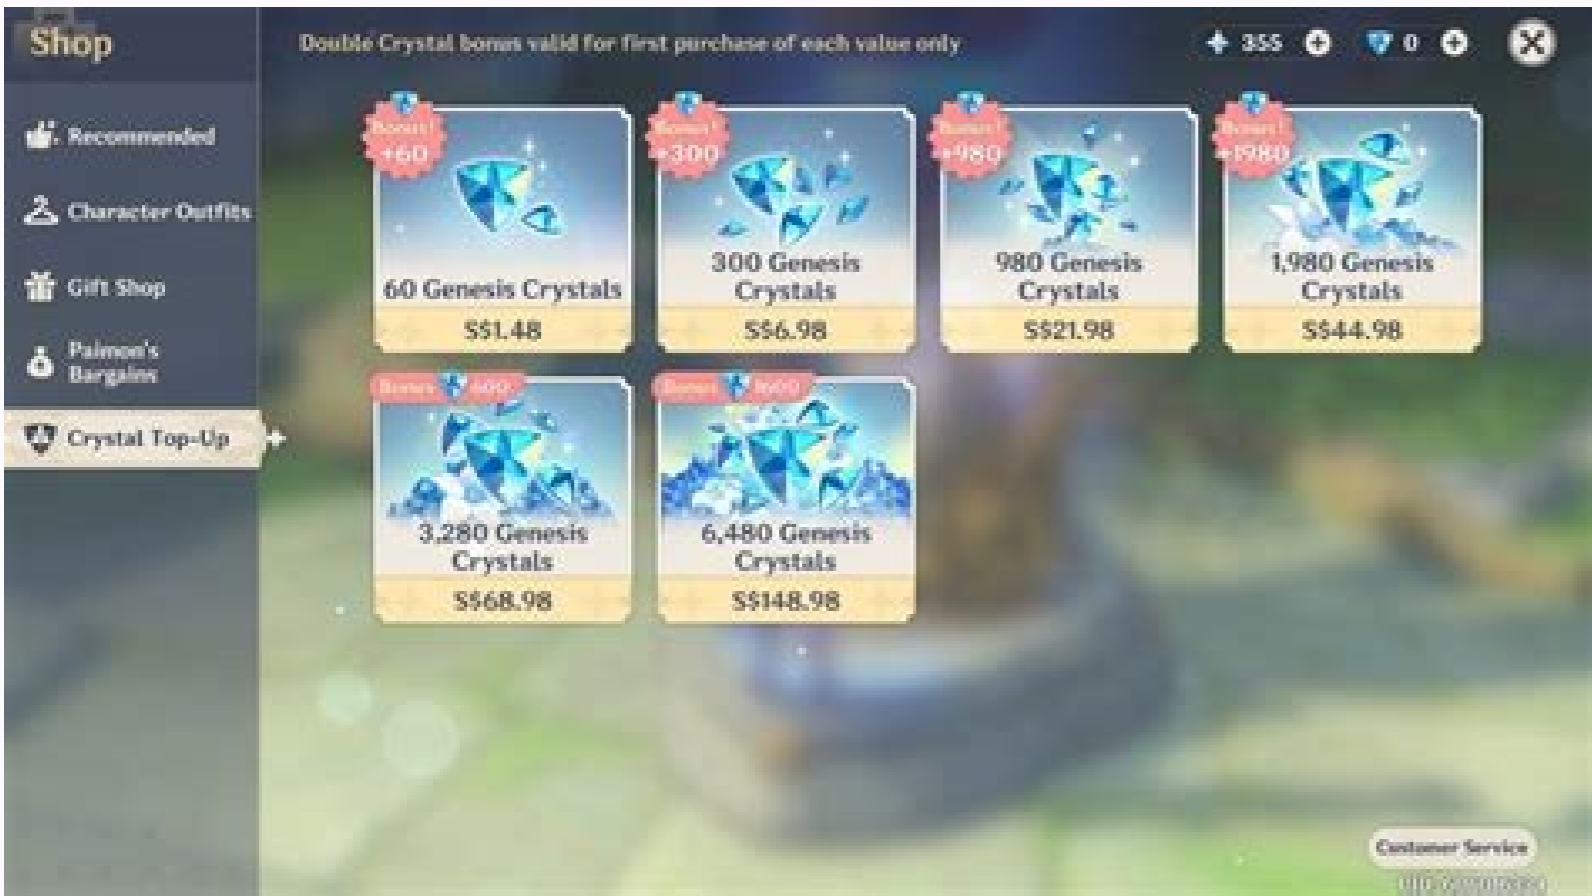 Shop
Double Crystal bonus valid for first purchase of each value only
355
0
Recommended
Character Outfits
Gift Shop
Paimon's
Bargains
Crystal Top-Up
Bonus!
+60
60 Genesis Crystals
S$1.48
Bonus!
+300
300 Genesis
Crystals
S$6.98
Bonus!
+980
980 Genesis
Crystals
S$21.98
Bonus!
+1980
1,980 Genesis
Crystals
S$44.98
Bonus 600
3,280 Genesis
Crystals
S$68.98
Bonus 1600
6,480 Genesis
Crystals
S$148.98
Customer Service